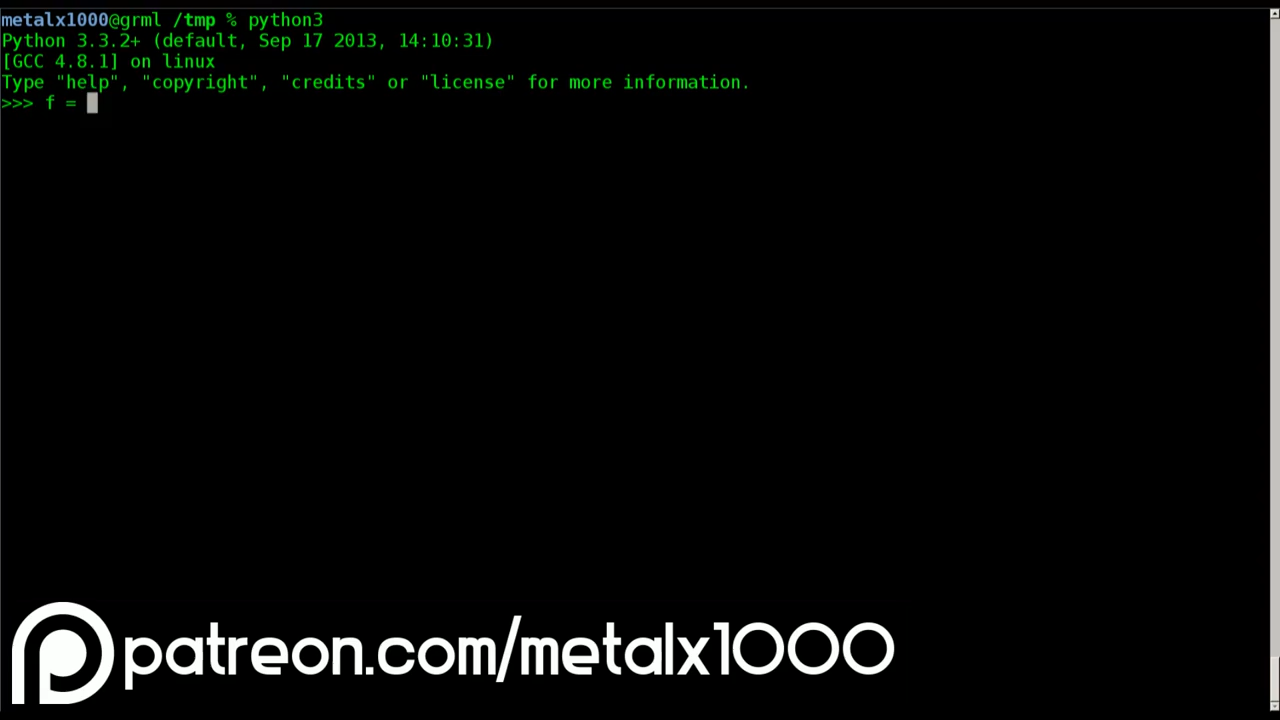 metalx1000@grml /tmp % python3
Python 3.3.2+ (default, Sep 17 2013, 14:10:31)
[GCC 4.8.1] on linux
Type "help", "copyright", "credits" or "license" for more information.
>>> f =
patreon.com/metalx1000